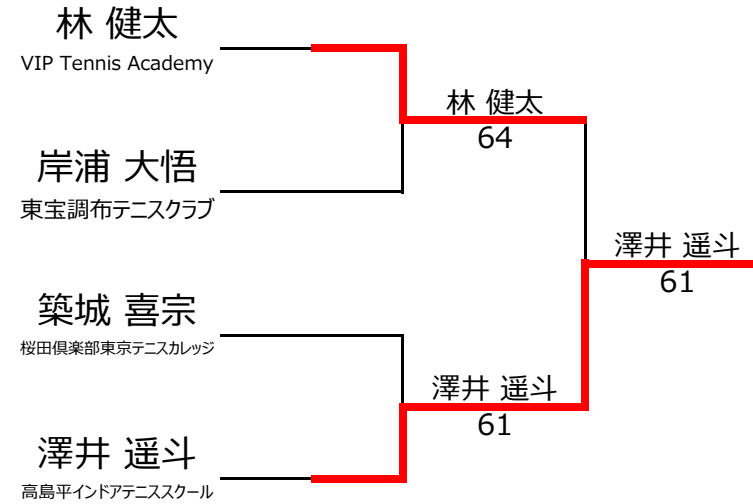 林 健太
VIP Tennis Academy
岸浦 大悟
東宝調布テニスクラブ
築城 喜宗
桜田倶楽部東京テニスカレッジ
澤井 遥斗
高島平インドアテニススクール
林 健太
64
澤井 遥斗
61
澤井 遥斗
61